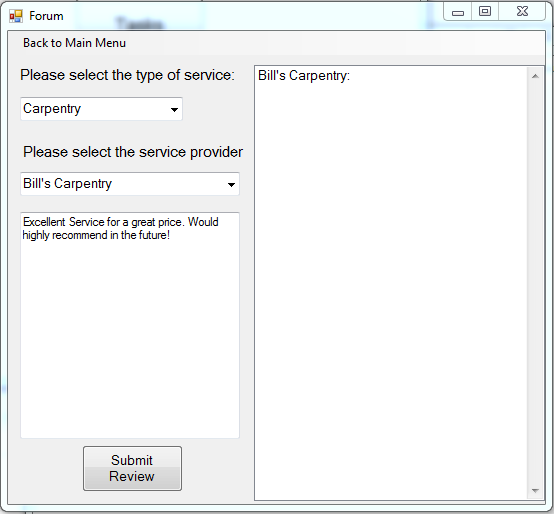 Forum
Tasks
Back to Main Menu
Please select the type of service:
Carpentry
Please select the service provider
Bill's Carpentry
Excellent Service for a great price. Would
highly recommend in the future!
Submit
Review
Bill's Carpentry: